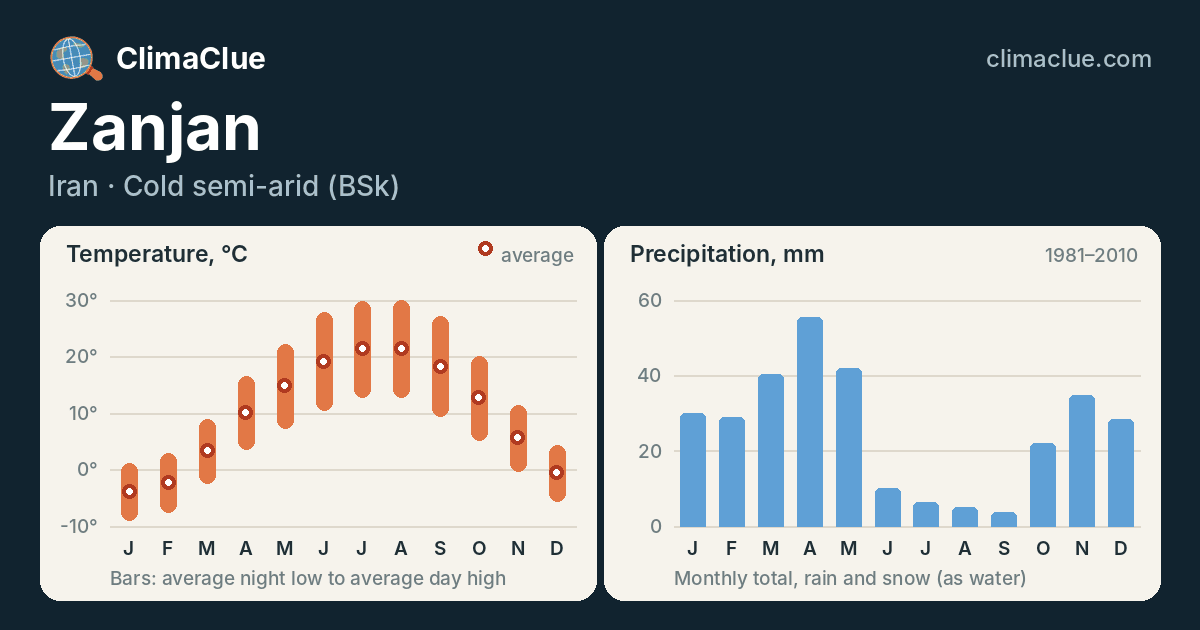 ClimaClue
climaclue.com
Zanjan
Iran · Cold semi-arid (BSk)
Temperature, °C
average
30°
20°
10°
0°
-10°
J F M A M J J A S O N D
Bars: average night low to average day high
Precipitation, mm
1981–2010
60
40
20
0
J F M A M J J A S O N D
Monthly total, rain and snow (as water)